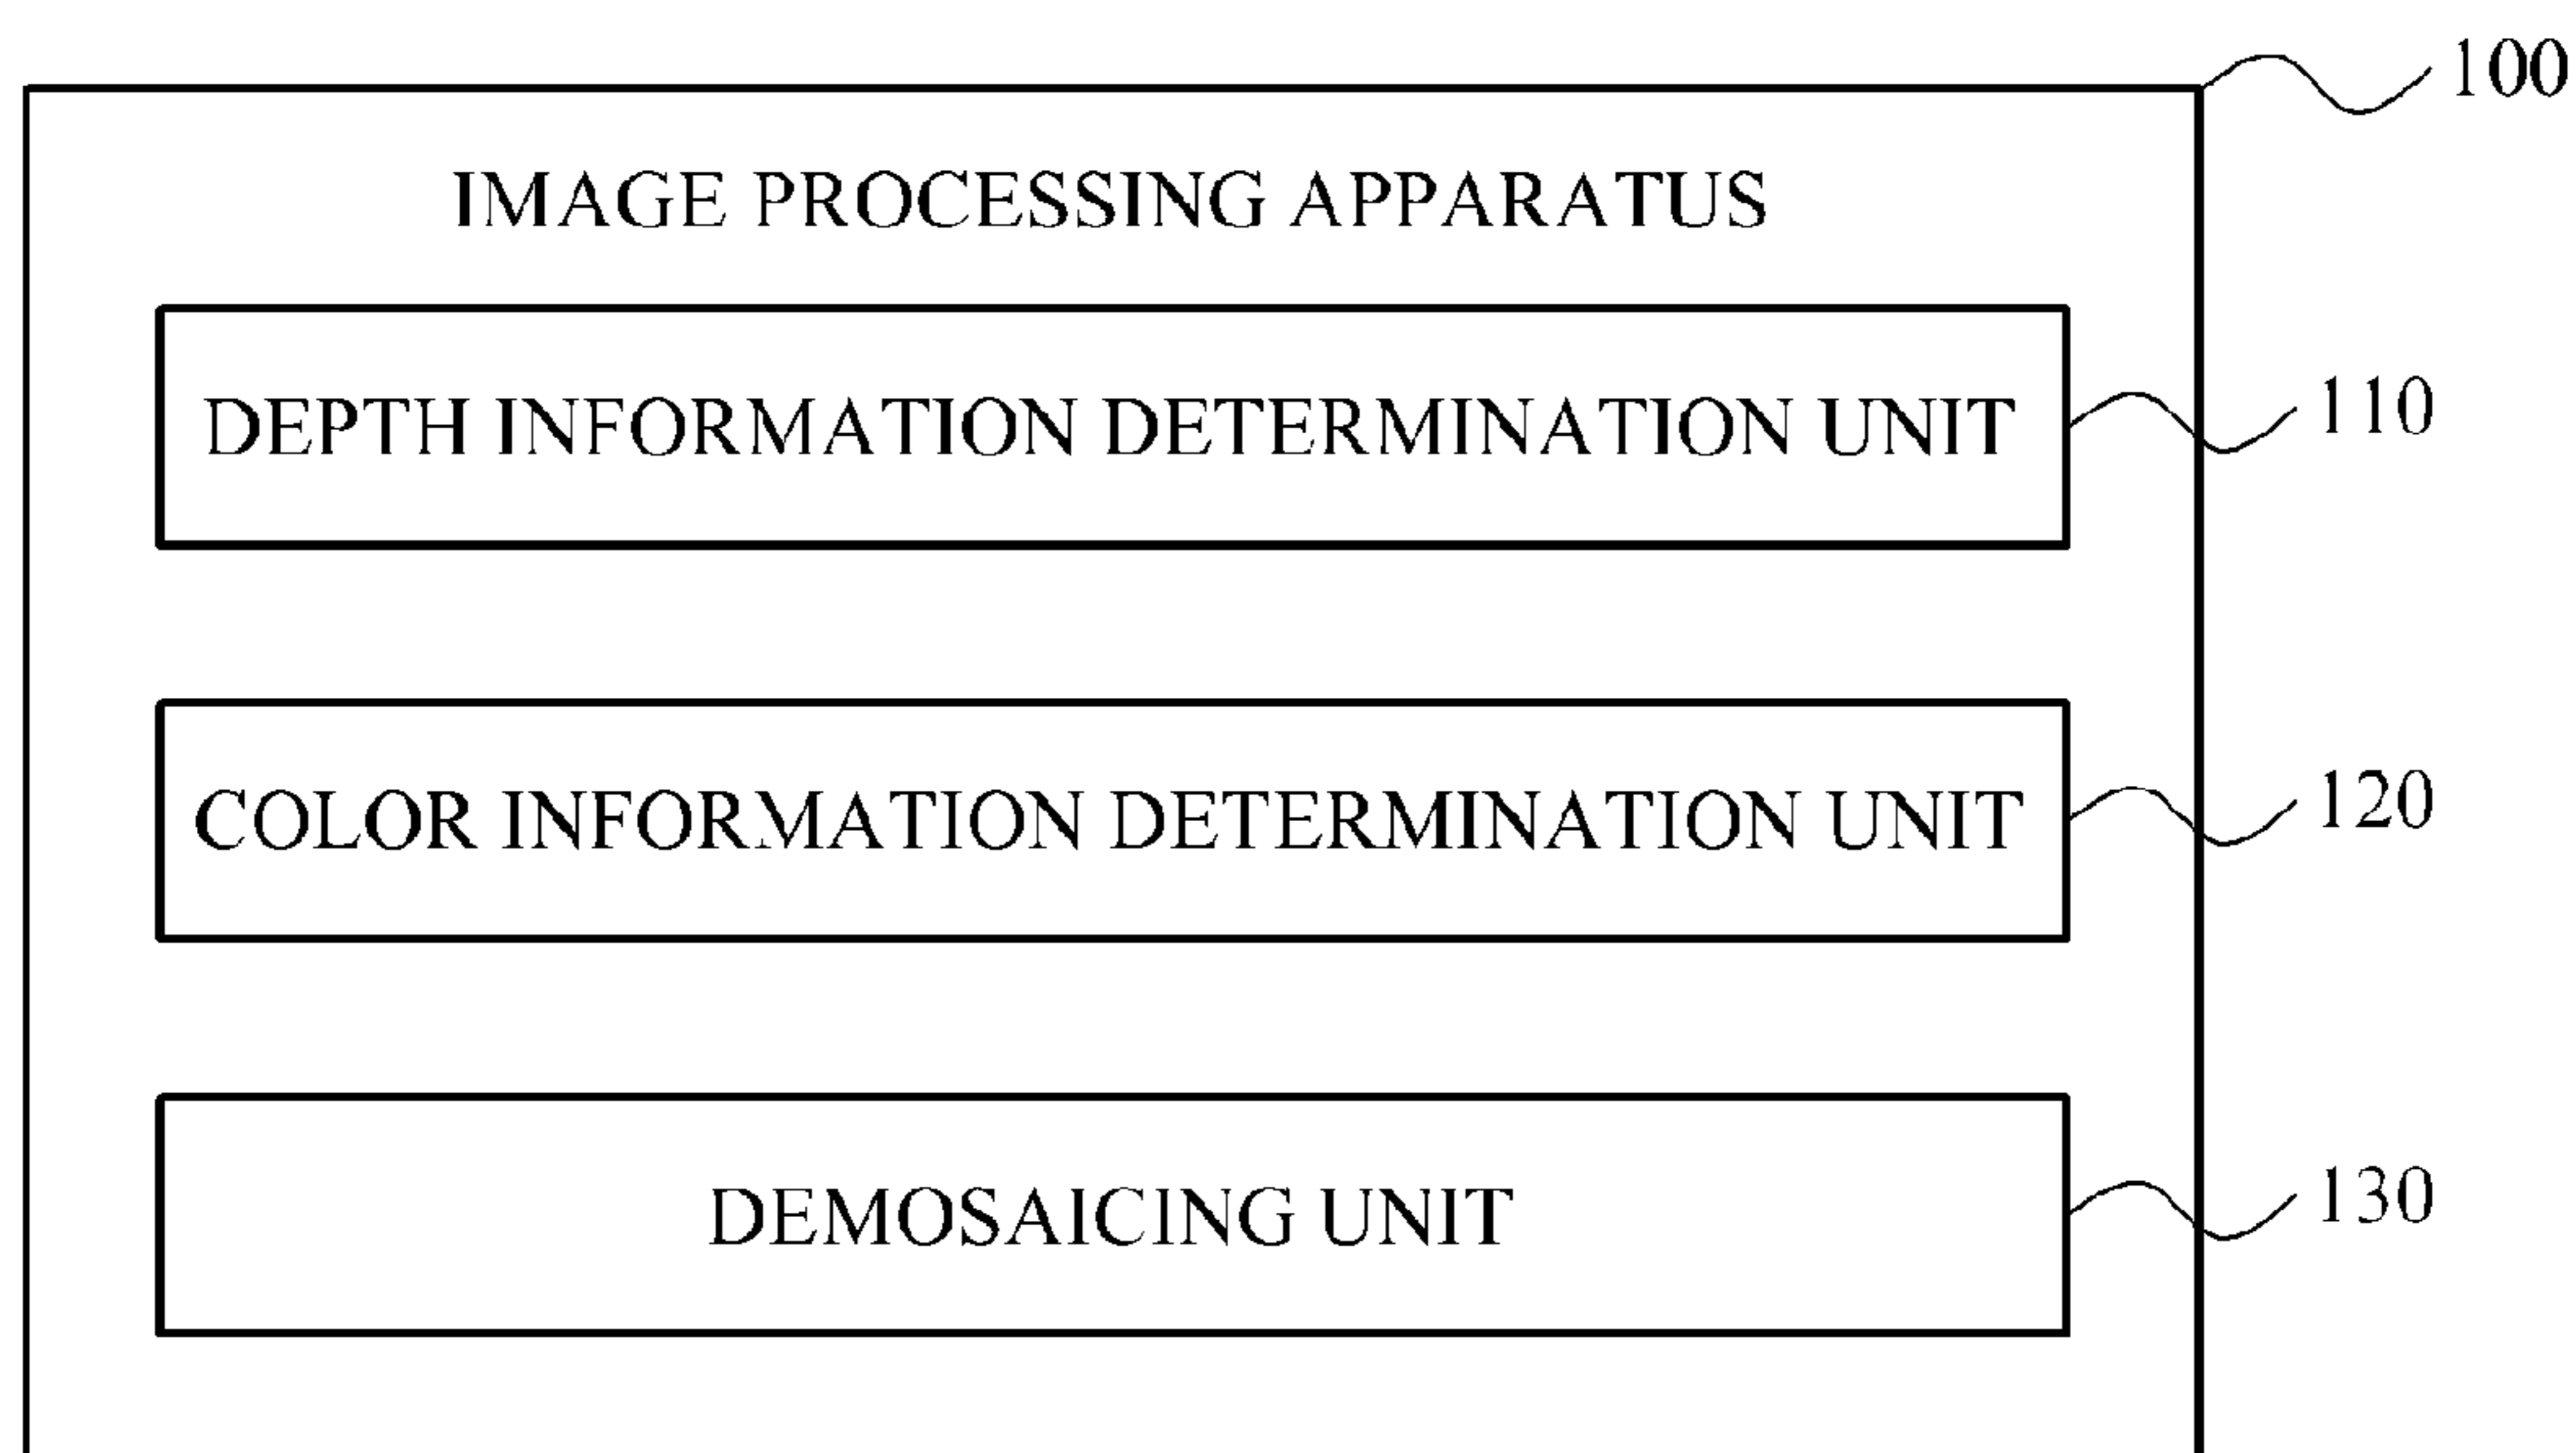 100
IMAGE PROCESSING APPARATUS
DEPTH INFORMATION DETERMINATION UNIT
110
COLOR INFORMATION DETERMINATION UNIT
120
DEMOSAICING UNIT
130